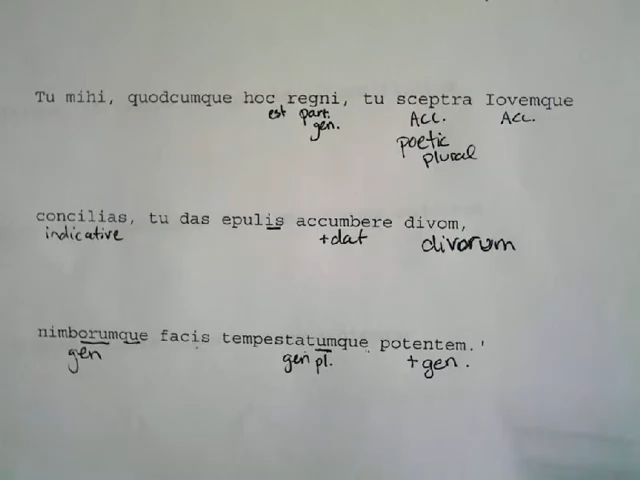 Tu mihi, quodcumque hoc regni, tu sceptra Iovemque
est part. gen. ACC. poetic plural ACC.
concilias, tu das epulis accumbere divom,
indicative +dat divorum
nimborumque facis tempestatumque potentem.'
gen gen pl. +gen.